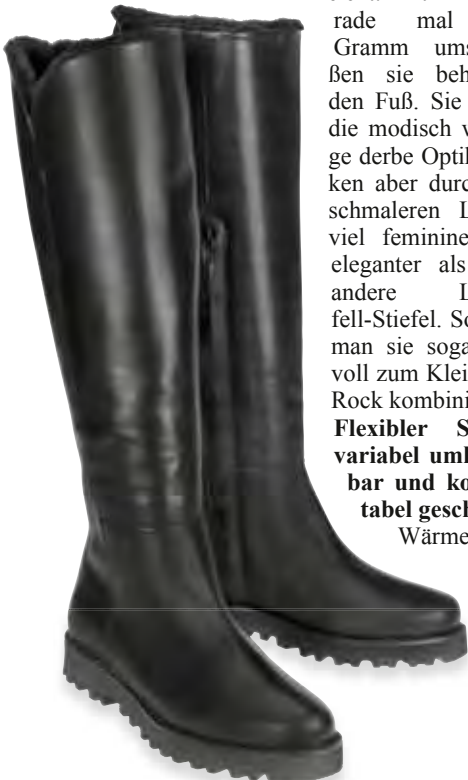 rade mal
Gramm ums
ßen sie beh
den Fuß. Sie
die modisch
ge derbe Optil
ken aber durc
schmaleren
viel feminine
eleganter als
andere
fell-Stiefel. So
man sie soga
voll zum Klei
Rock kombini
Flexibler
variabel uml
bar und ko
tabel gesch
Wärme